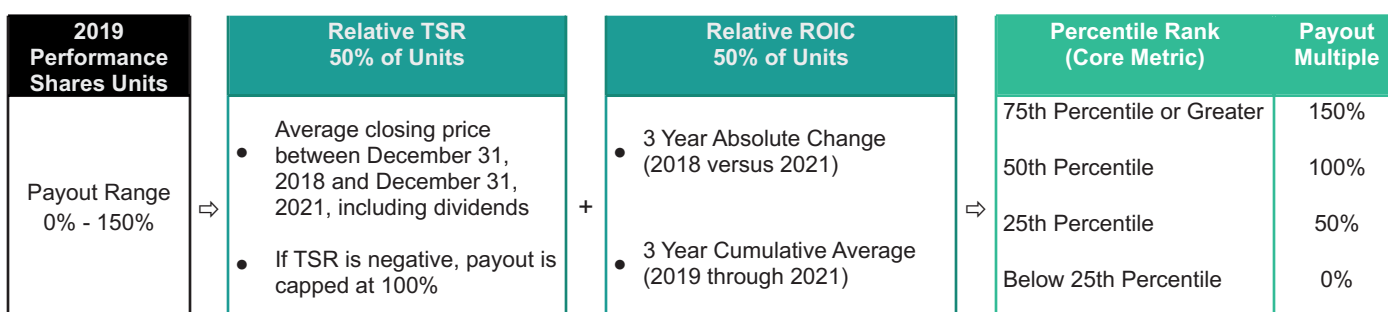 2019
Performance
Shares Units
Payout Range
0% - 150%
⇨
Relative TSR
50% of Units
● Average closing price
between December 31,
2018 and December 31,
2021, including dividends
● If TSR is negative, payout is
capped at 100%
+
Relative ROIC
50% of Units
● 3 Year Absolute Change
(2018 versus 2021)
● 3 Year Cumulative Average
(2019 through 2021)
⇨
Percentile Rank
(Core Metric)
Payout
Multiple
75th Percentile or Greater 150%
50th Percentile 100%
25th Percentile 50%
Below 25th Percentile 0%